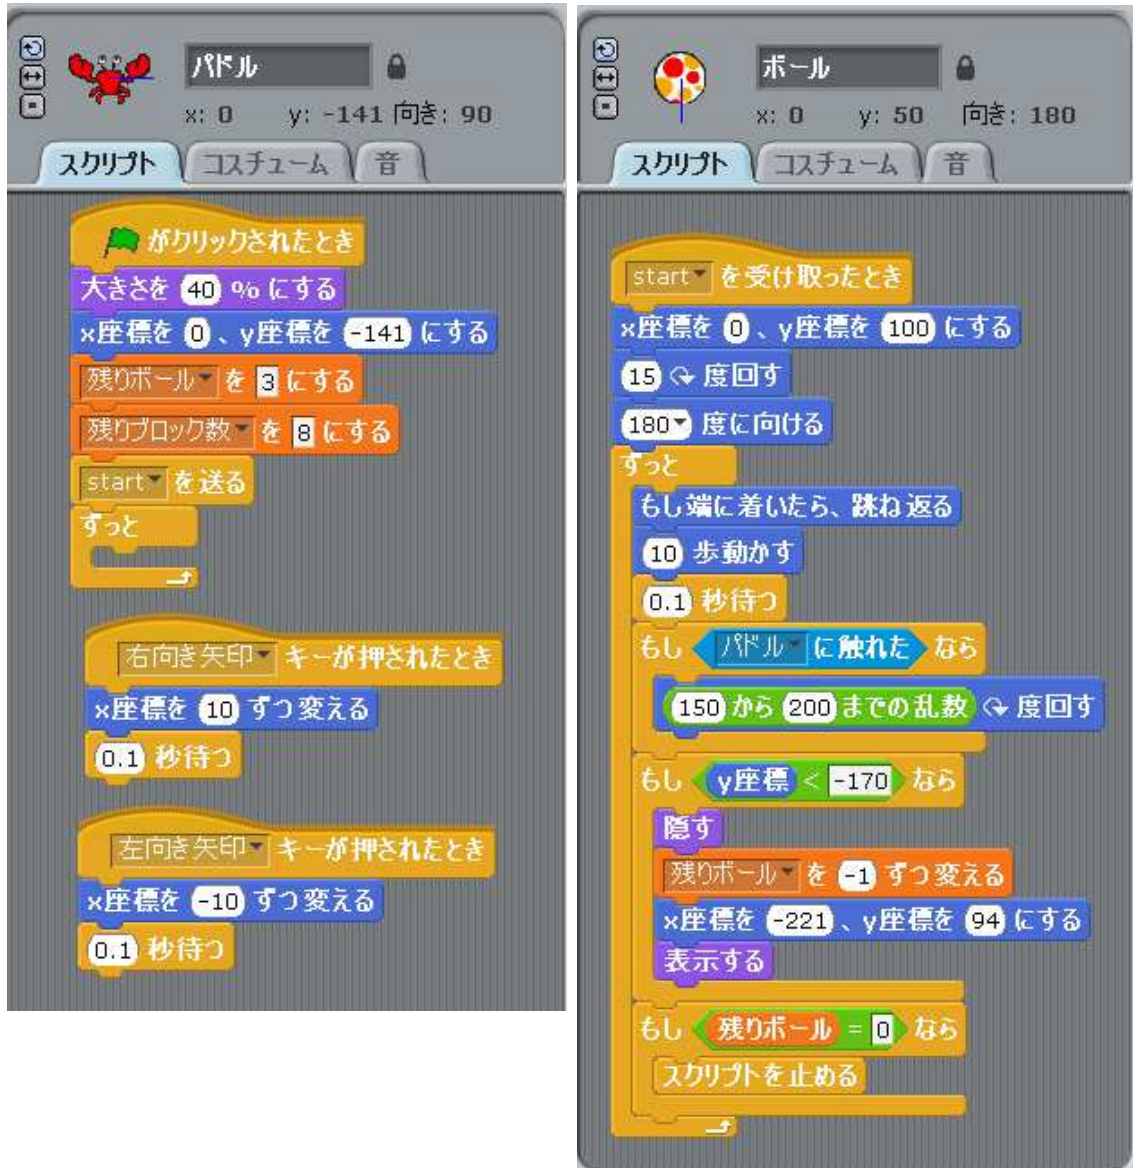 パドル
x: 0 y: -141 向き: 90
スクリプト コスチューム 音
がクリックされたとき
大きさを 40 % にする
x座標を 0 、y座標を -141 にする
残りボール を 3 にする
残りブロック数 を 8 にする
start を送る
ずっと
右向き矢印 キーが押されたとき
x座標を 10 ずつ変える
0.1 秒待つ
左向き矢印 キーが押されたとき
x座標を -10 ずつ変える
0.1 秒待つ
ボール
x: 0 y: 50 向き: 180
スクリプト コスチューム 音
start を受け取ったとき
x座標を 0 、y座標を 100 にする
15 度回す
180 度に向ける
ずっと
もし端に着いたら、跳ね返る
10 歩動かす
0.1 秒待つ
もし パドル に触れた なら
150 から 200 までの乱数 度回す
もし y座標 < -170 なら
隠す
残りボール を -1 ずつ変える
x座標を -221 、y座標を 94 にする
表示する
もし 残りボール = 0 なら
スクリプトを止める